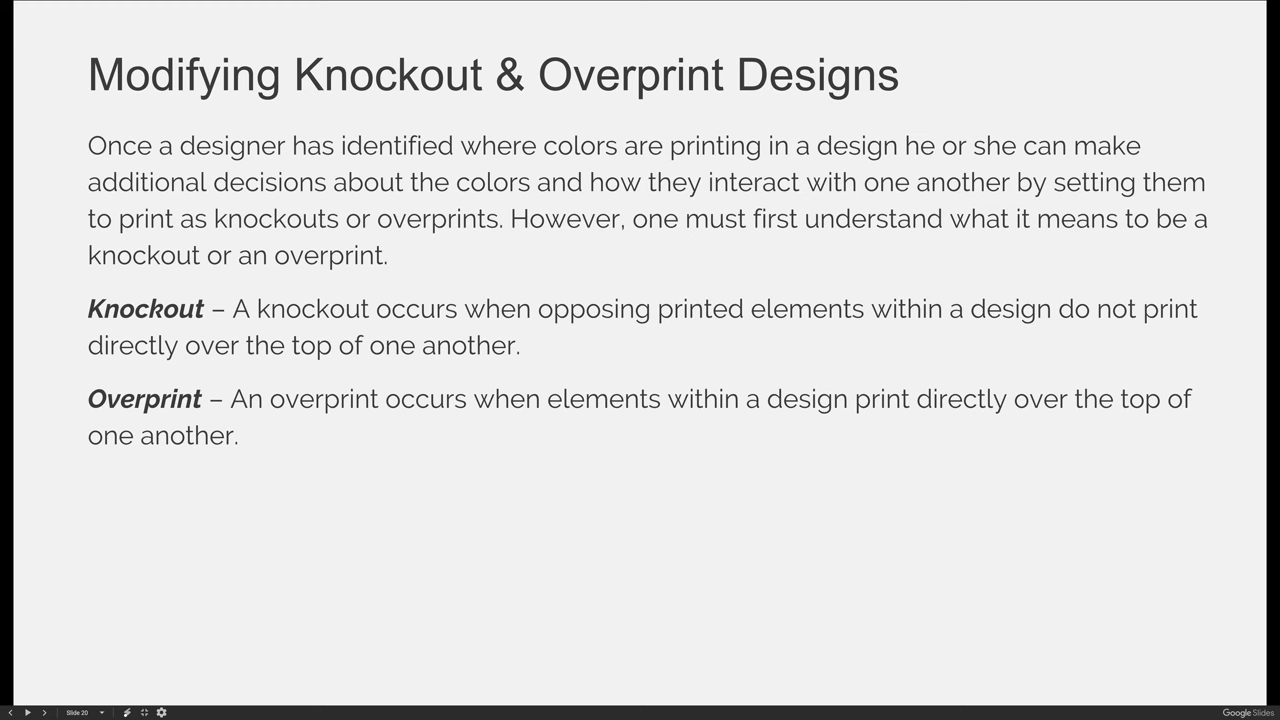 Modifying Knockout & Overprint Designs
Once a designer has identified where colors are printing in a design he or she can make
additional decisions about the colors and how they interact with one another by setting them
to print as knockouts or overprints. However, one must first understand what it means to be a
knockout or an overprint.
Knockout – A knockout occurs when opposing printed elements within a design do not print
directly over the top of one another.
Overprint – An overprint occurs when elements within a design print directly over the top of
one another.
Slide 20
Google Slides